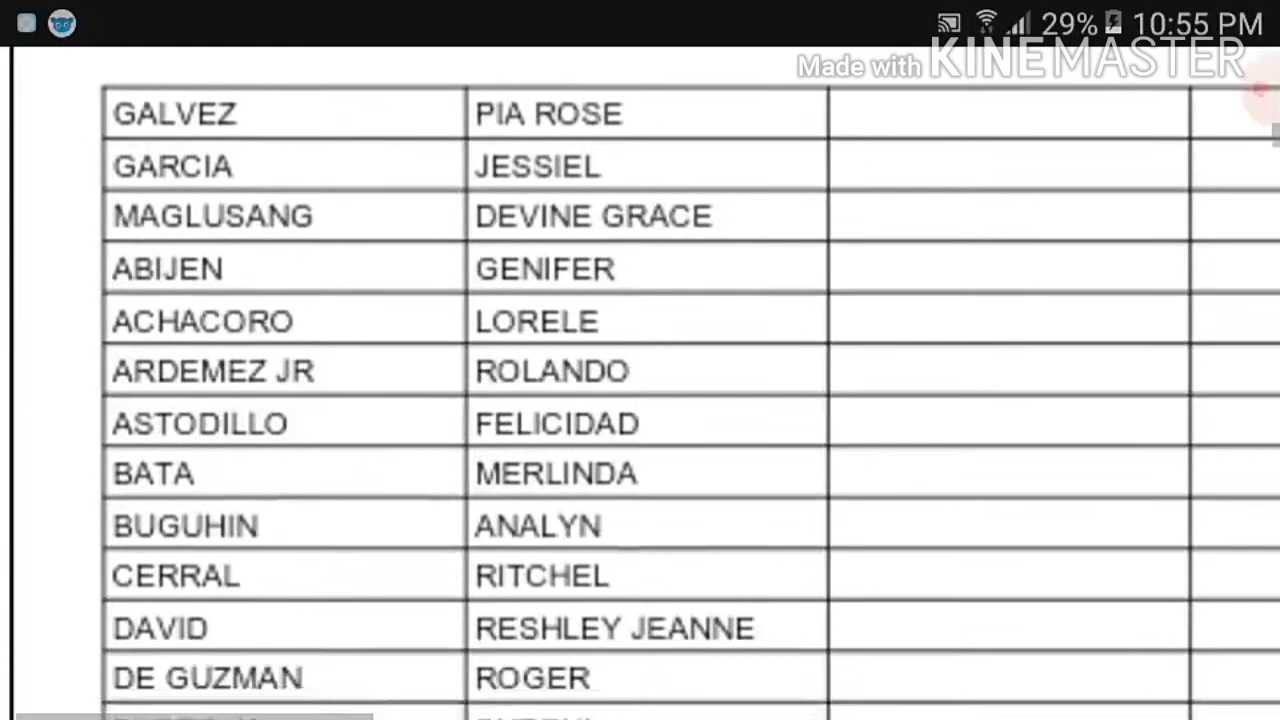 29% 10:55 PM
Made with KINEMASTER
GALVEZ PIA ROSE
GARCIA JESSIEL
MAGLUSANG DEVINE GRACE
ABIJEN GENIFER
ACHACORO LORELE
ARDEMEZ JR ROLANDO
ASTODILLO FELICIDAD
BATA MERLINDA
BUGUHIN ANALYN
CERRAL RITCHEL
DAVID RESHLEY JEANNE
DE GUZMAN ROGER